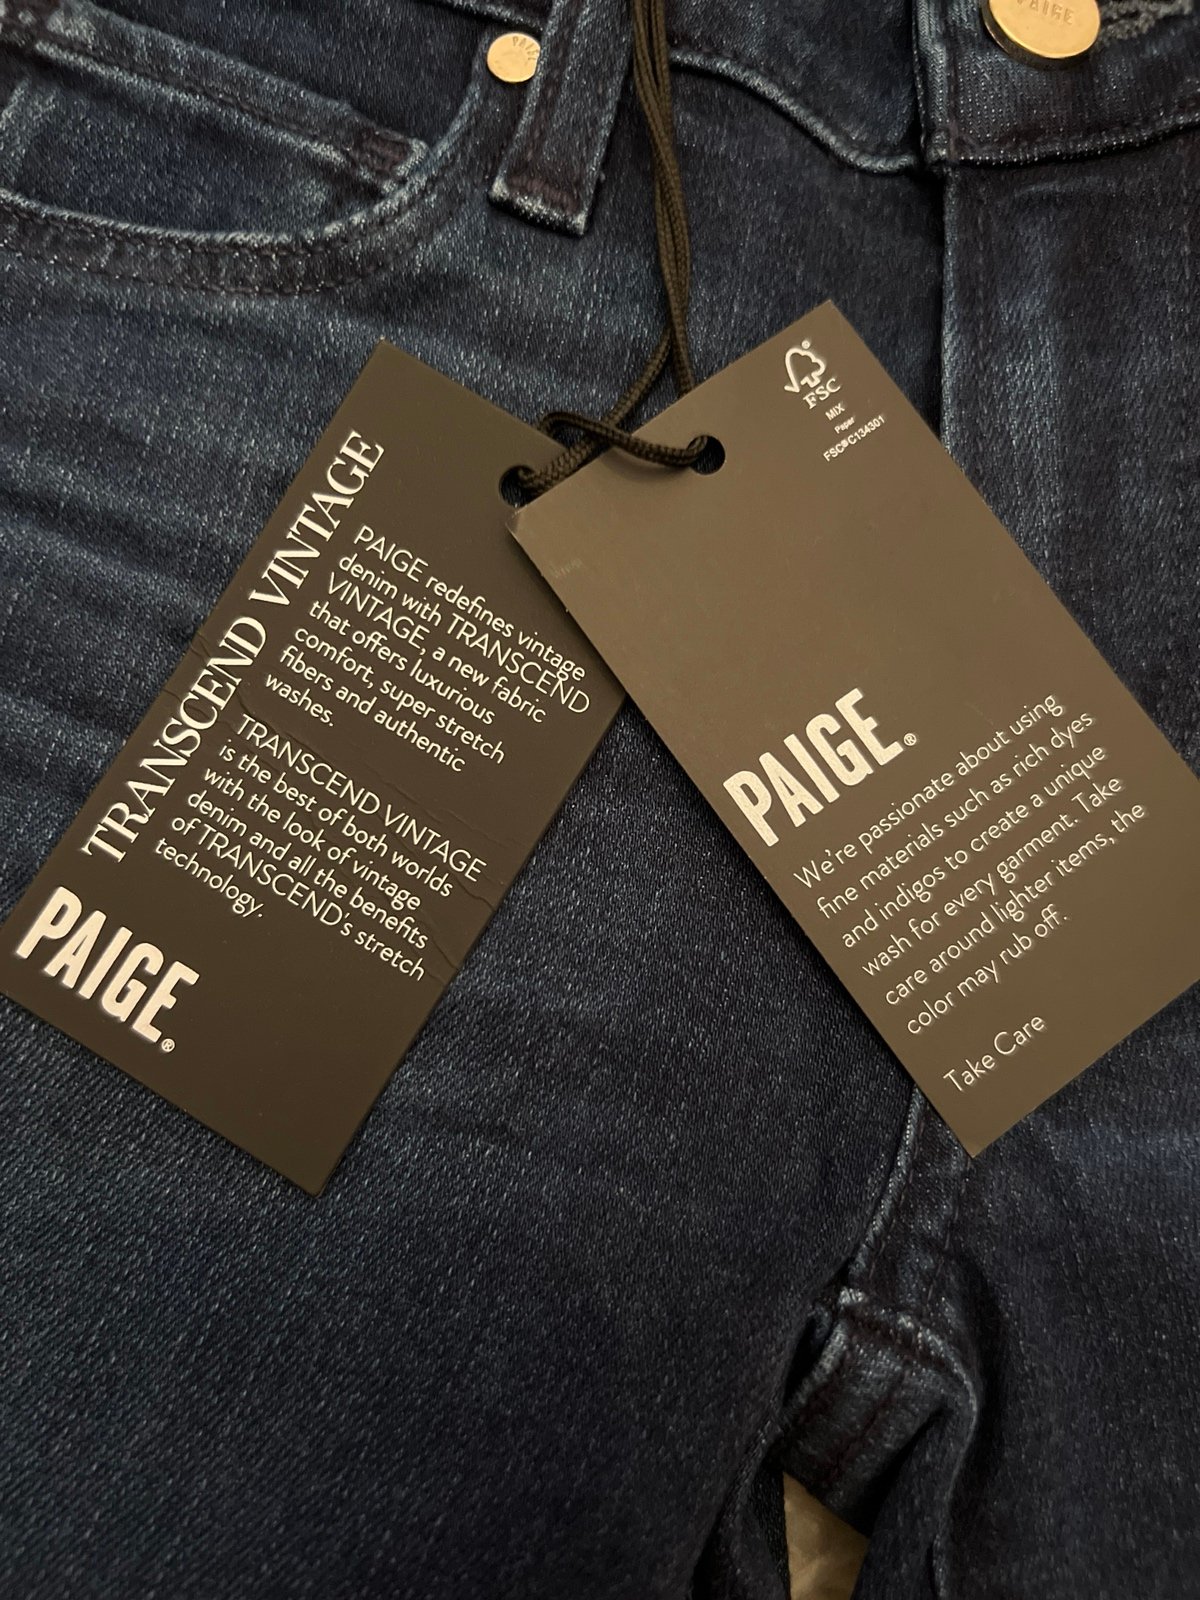 PAIGE
PAIGE
TRANSCEND VINTAGE
PAIGE redefines vintage
denim with TRANSCEND
VINTAGE, a new fabric
that offers luxurious
comfort, super stretch
fibers and authentic
washes.
TRANSCEND VINTAGE
is the best of both worlds
with the look of vintage
denim and all the benefits
of TRANSCEND's stretch
technology.
PAIGE®
FSC®
MIX
Paper
FSC® C134301
PAIGE®
We're passionate about using
fine materials such as rich dyes
and indigos to create a unique
wash for every garment. Take
care around lighter items, the
color may rub off.
Take Care